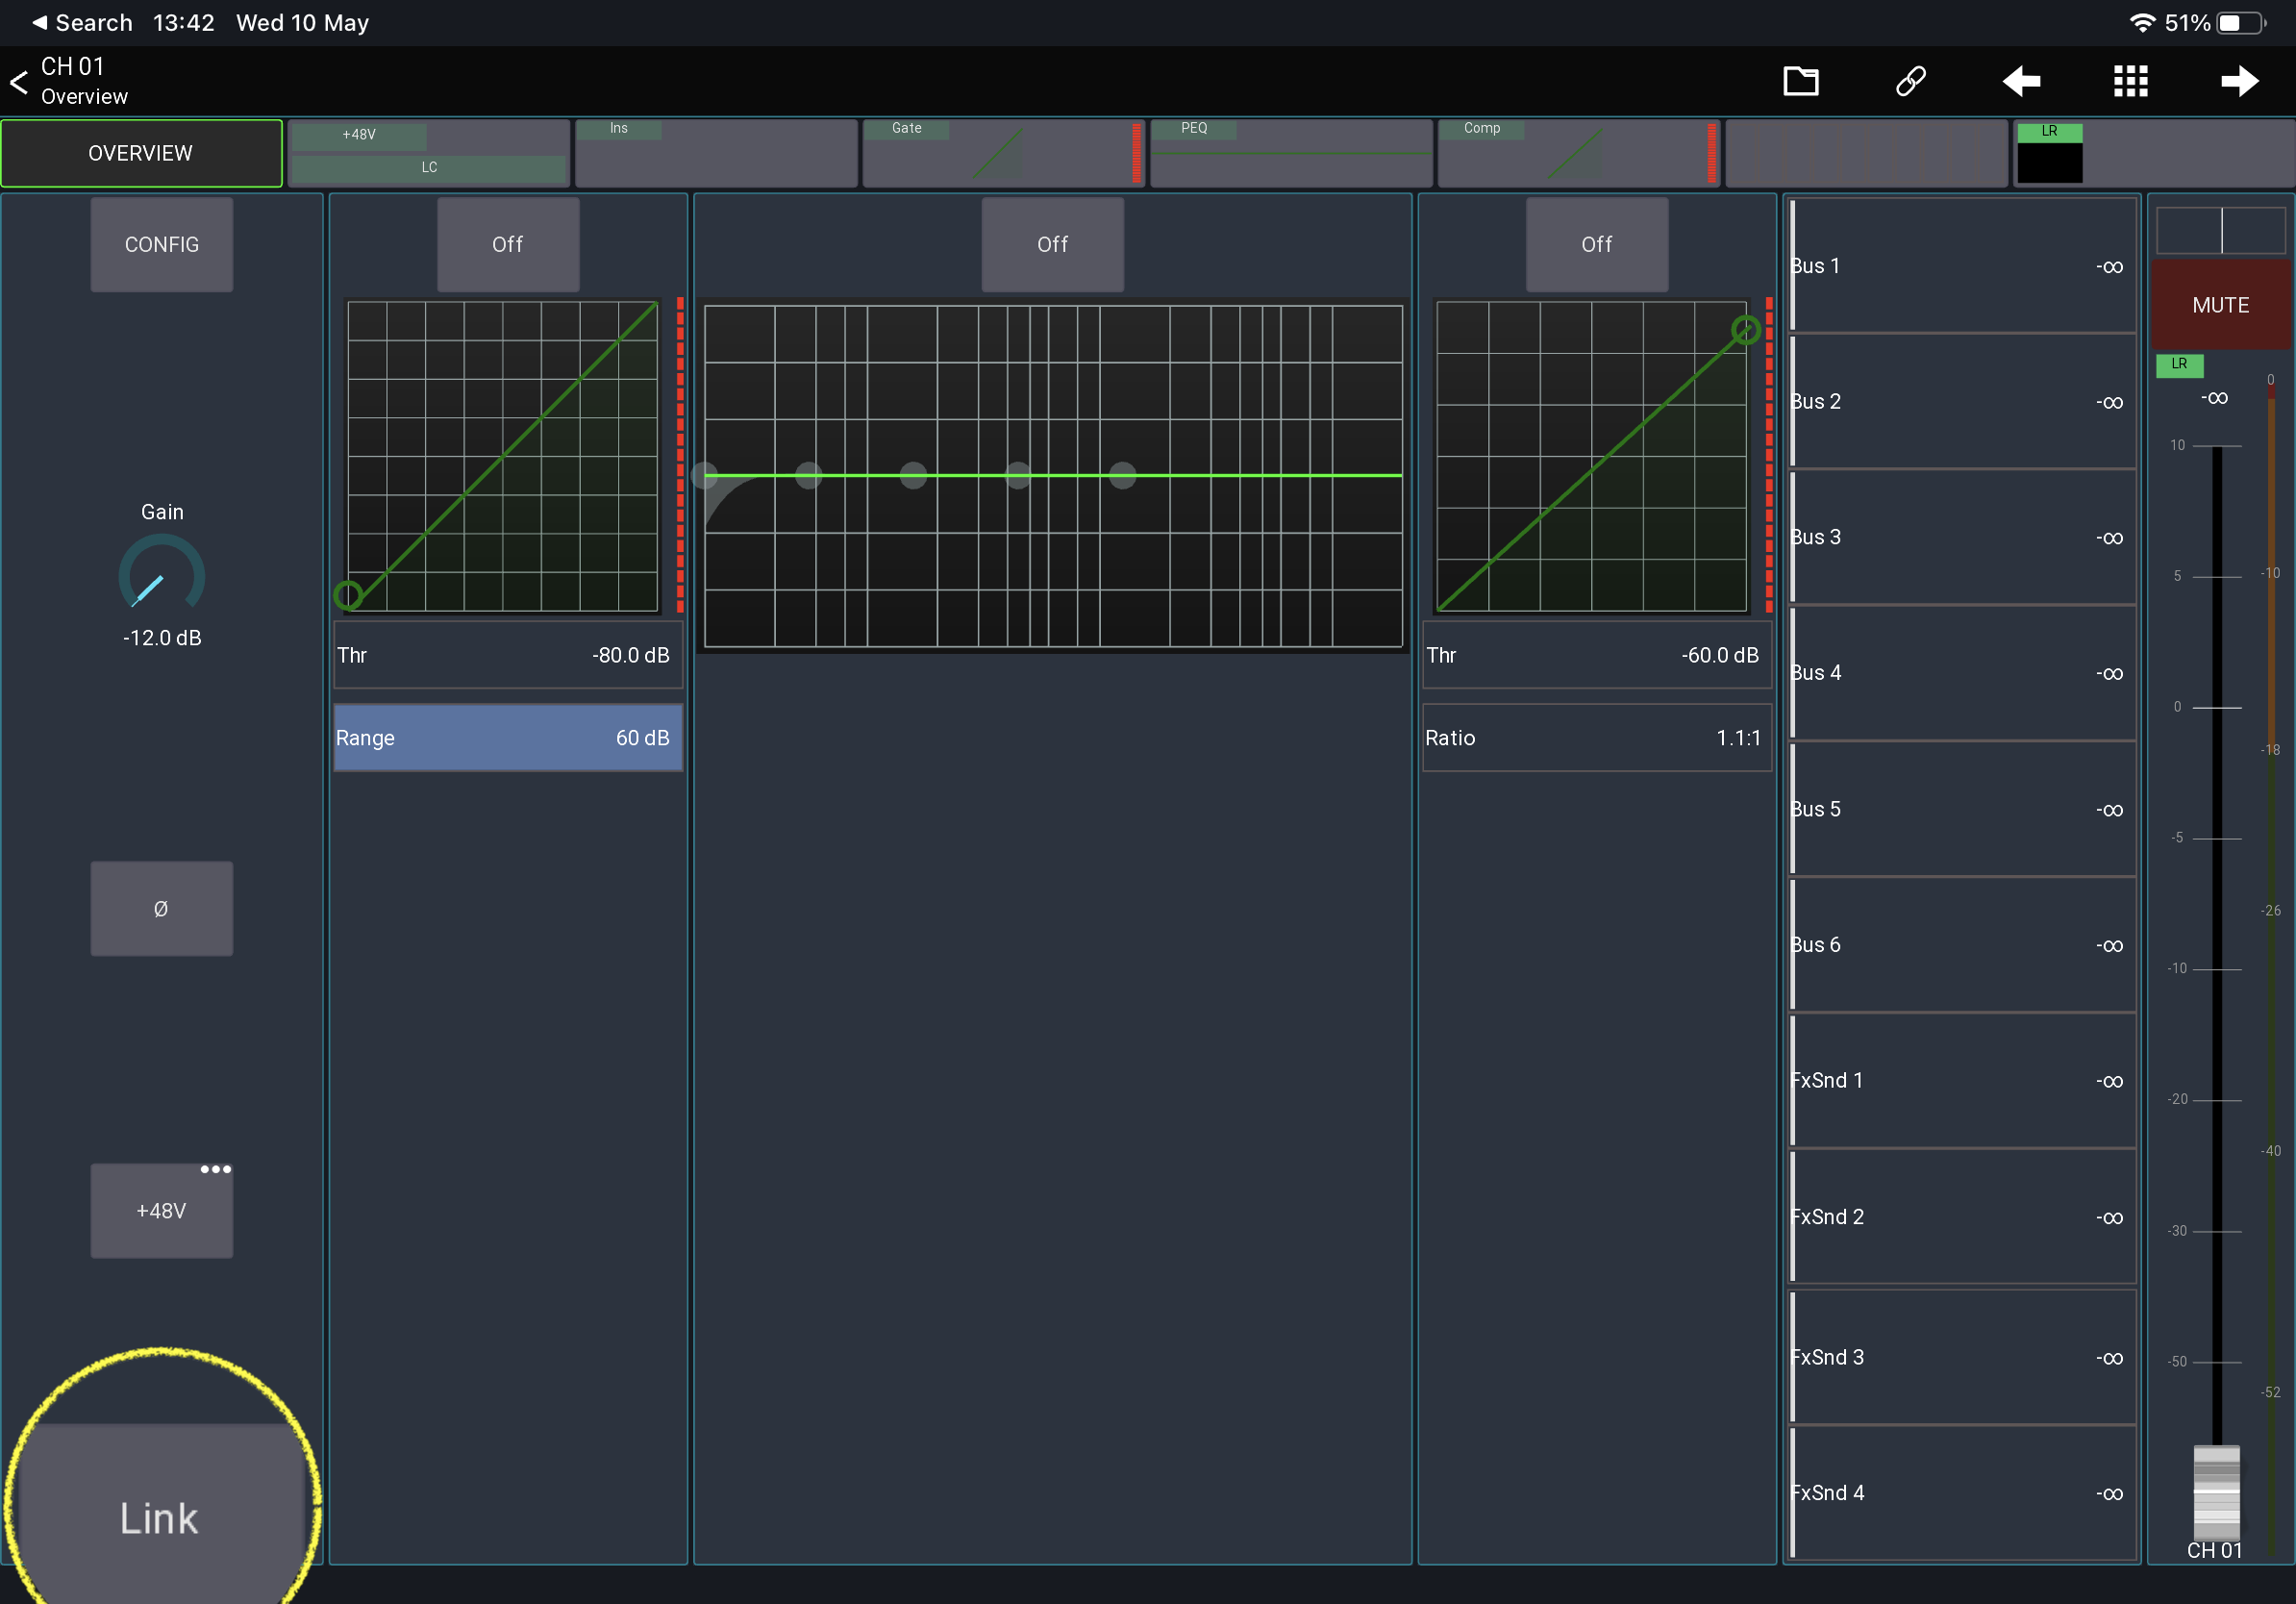 Search 13:42 Wed 10 May 51%
CH 01
Overview
OVERVIEW
+48V
LC
Ins
Gate
PEQ
Comp
LR
CONFIG
Gain
-12.0 dB
Ø
+48V
Link
Off
Thr -80.0 dB
Range 60 dB
Off
Off
Thr -60.0 dB
Ratio 1.1:1
Bus 1 -∞
Bus 2 -∞
Bus 3 -∞
Bus 4 -∞
Bus 5 -∞
Bus 6 -∞
FxSnd 1 -∞
FxSnd 2 -∞
FxSnd 3 -∞
FxSnd 4 -∞
MUTE
LR
-∞
0
10
5
-10
0
-18
-5
-26
-10
-20
-40
-30
-50
-52
CH 01